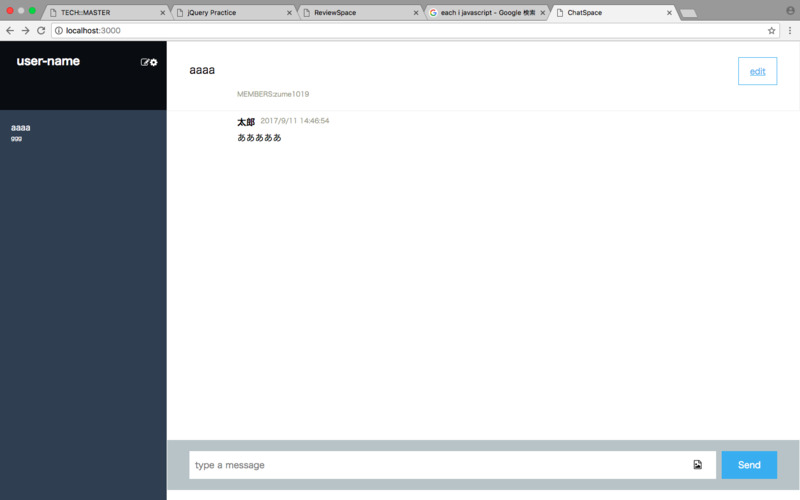 TECH::MASTER
jQuery Practice
ReviewSpace
each i javascript - Google 検索
ChatSpace
localhost:3000
user-name
aaaa
edit
MEMBERS:zume1019
aaaa
ggg
太郎 2017/9/11 14:46:54
あああああ
type a message
Send